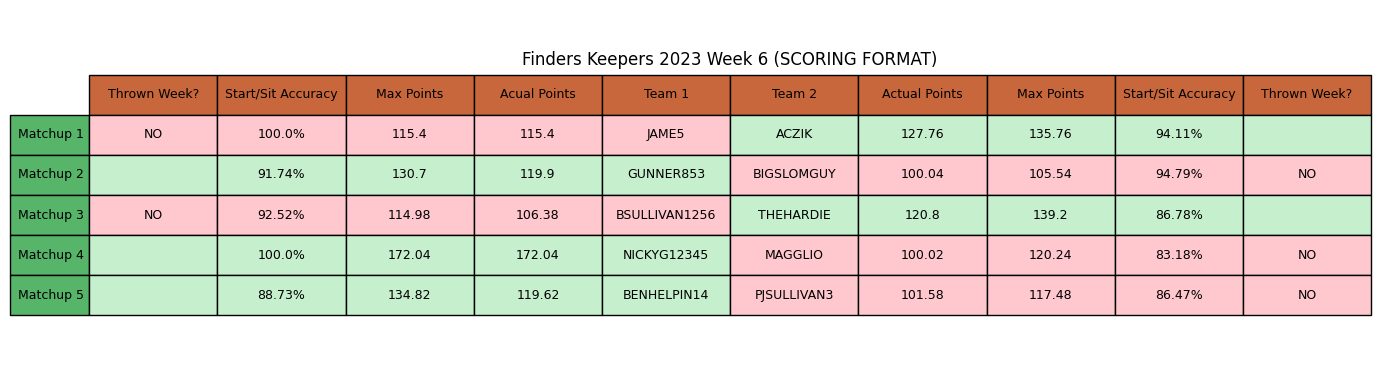 Finders Keepers 2023 Week 6 (SCORING FORMAT)
Thrown Week? Start/Sit Accuracy Max Points Acual Points Team 1 Team 2 Actual Points Max Points Start/Sit Accuracy Thrown Week?
Matchup 1 NO 100.0% 115.4 115.4 JAME5 ACZIK 127.76 135.76 94.11%
Matchup 2 91.74% 130.7 119.9 GUNNER853 BIGSLOMGUY 100.04 105.54 94.79% NO
Matchup 3 NO 92.52% 114.98 106.38 BSULLIVAN1256 THEHARDIE 120.8 139.2 86.78%
Matchup 4 100.0% 172.04 172.04 NICKYG12345 MAGGLIO 100.02 120.24 83.18% NO
Matchup 5 88.73% 134.82 119.62 BENHELPIN14 PJSULLIVAN3 101.58 117.48 86.47% NO